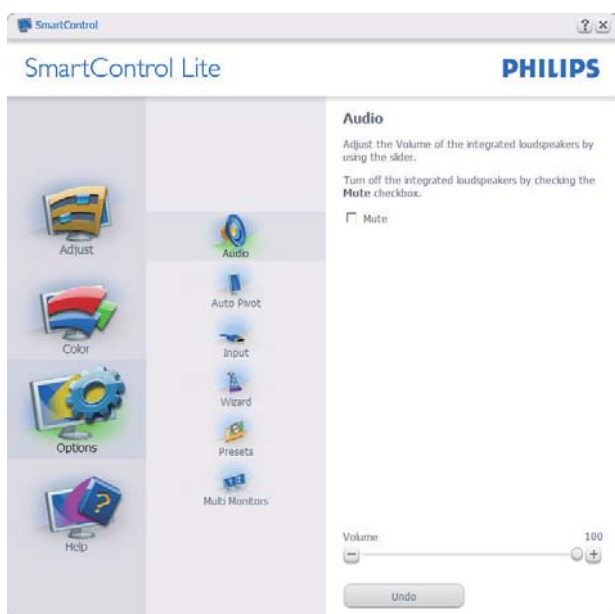 SmartControl
? ×
SmartControl Lite
PHILIPS
Adjust
Color
Options
Help
Audio
Auto Pivot
Input
Wizard
Presets
Multi Monitors
Audio
Adjust the Volume of the integrated loudspeakers by
using the slider.
Turn off the integrated loudspeakers by checking the
Mute checkbox.
Mute
Volume 100
Undo